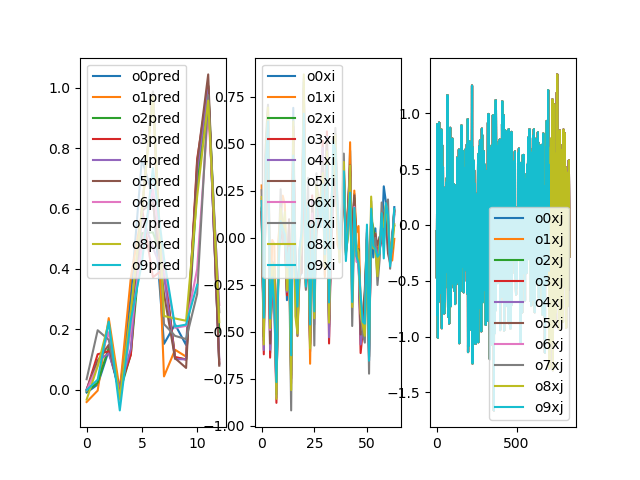 1.0
0.8
0.6
0.4
0.2
0.0
0
5
10
o0pred
o1pred
o2pred
o3pred
o4pred
o5pred
o6pred
o7pred
o8pred
o9pred
0.75
0.50
0.25
0.00
−0.25
−0.50
−0.75
−1.00
0
25
50
o0xi
o1xi
o2xi
o3xi
o4xi
o5xi
o6xi
o7xi
o8xi
o9xi
1.0
0.5
0.0
−0.5
−1.0
−1.5
0
500
o0xj
o1xj
o2xj
o3xj
o4xj
o5xj
o6xj
o7xj
o8xj
o9xj